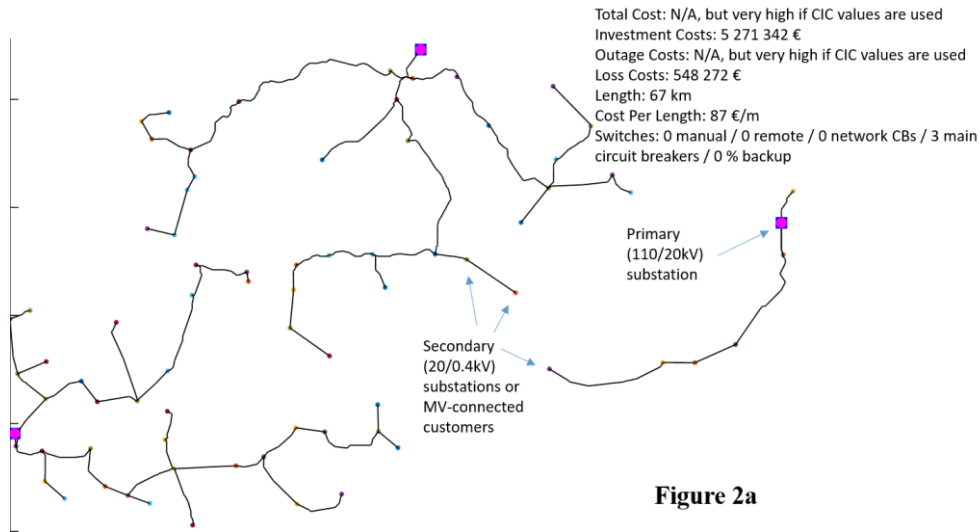 Total Cost: N/A, but very high if CIC values are used
Investment Costs: 5 271 342 €
Outage Costs: N/A, but very high if CIC values are used
Loss Costs: 548 272 €
Length: 67 km
Cost Per Length: 87 €/m
Switches: 0 manual / 0 remote / 0 network CBs / 3 main
circuit breakers / 0 % backup
Primary
(110/20kV)
substation
Secondary
(20/0.4kV)
substations or
MV-connected
customers
Figure 2a